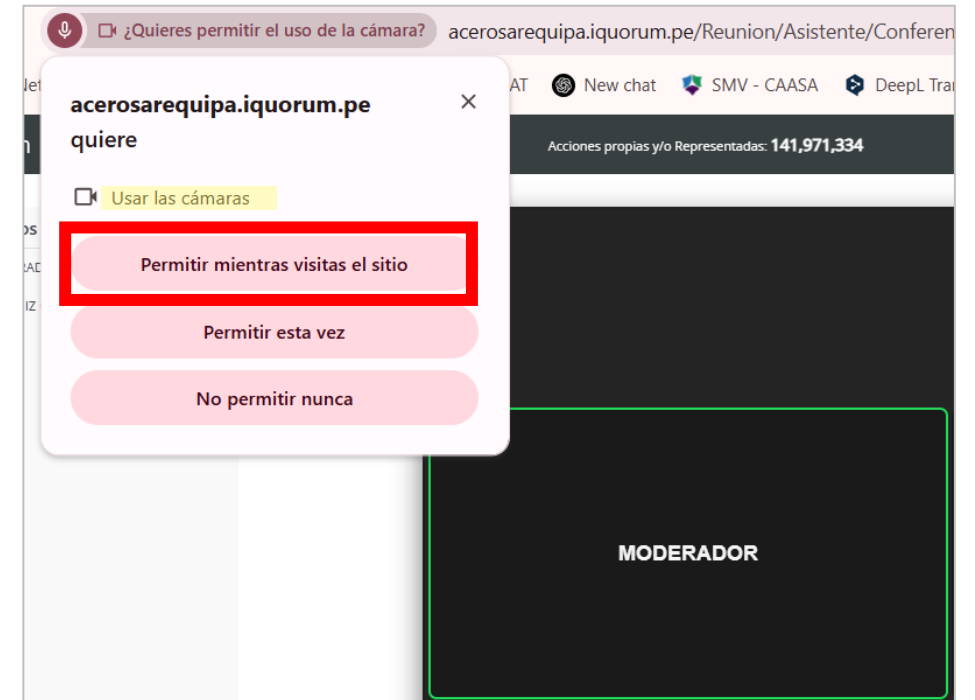 ¿Quieres permitir el uso de la cámara? acerosarequipa.iquorum.pe/Reunion/Asistente/Conferen
AT New chat SMV - CAASA DeepL Tra
acerosarequipa.iquorum.pe
quiere
Acciones propias y/o Representadas: 141,971,334
Usar las cámaras
Permitir mientras visitas el sitio
Permitir esta vez
No permitir nunca
MODERADOR